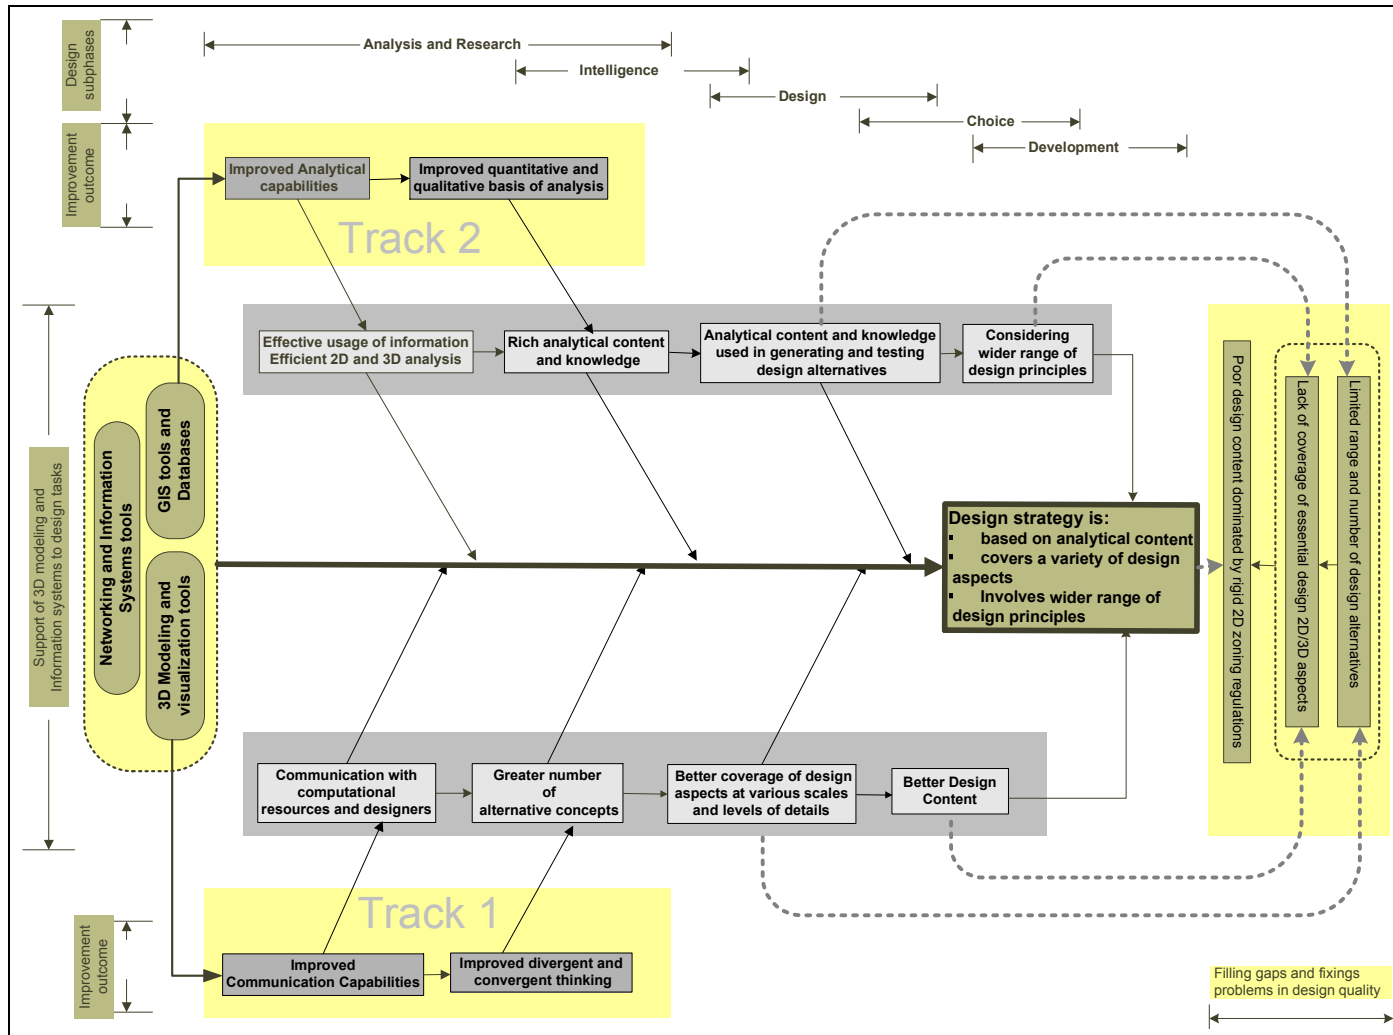 Design
subphases
Analysis and Research
Intelligence
Design
Choice
Development
Improvement
outcome
Improved Analytical
capabilities
Improved quantitative and
qualitative basis of analysis
Track 2
Support of 3D modeling and
Information systems to design tasks
Networking and Information
Systems tools
GIS tools and
Databases
3D Modeling and
visualization tools
Effective usage of information
Efficient 2D and 3D analysis
Rich analytical content
and knowledge
Analytical content and knowledge
used in generating and testing
design alternatives
Considering
wider range of
design principles
Design strategy is:
▪ based on analytical content
▪ covers a variety of design
aspects
▪ Involves wider range of
design principles
Poor design content dominated by rigid 2D zoning regulations
Lack of coverage of essential design 2D/3D aspects
Limited range and number of design alternatives
Communication with
computational
resources and designers
Greater number
of
alternative concepts
Better coverage of design
aspects at various scales
and levels of details
Better Design
Content
Track 1
Improvement
outcome
Improved
Communication Capabilities
Improved divergent and
convergent thinking
Filling gaps and fixings
problems in design quality